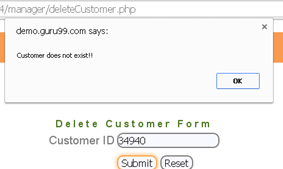 4/manager/deleteCustomer.php
demo.guru99.com says:
Customer does not exist!!
OK
Delete Customer Form
Customer ID 34940
Submit Reset